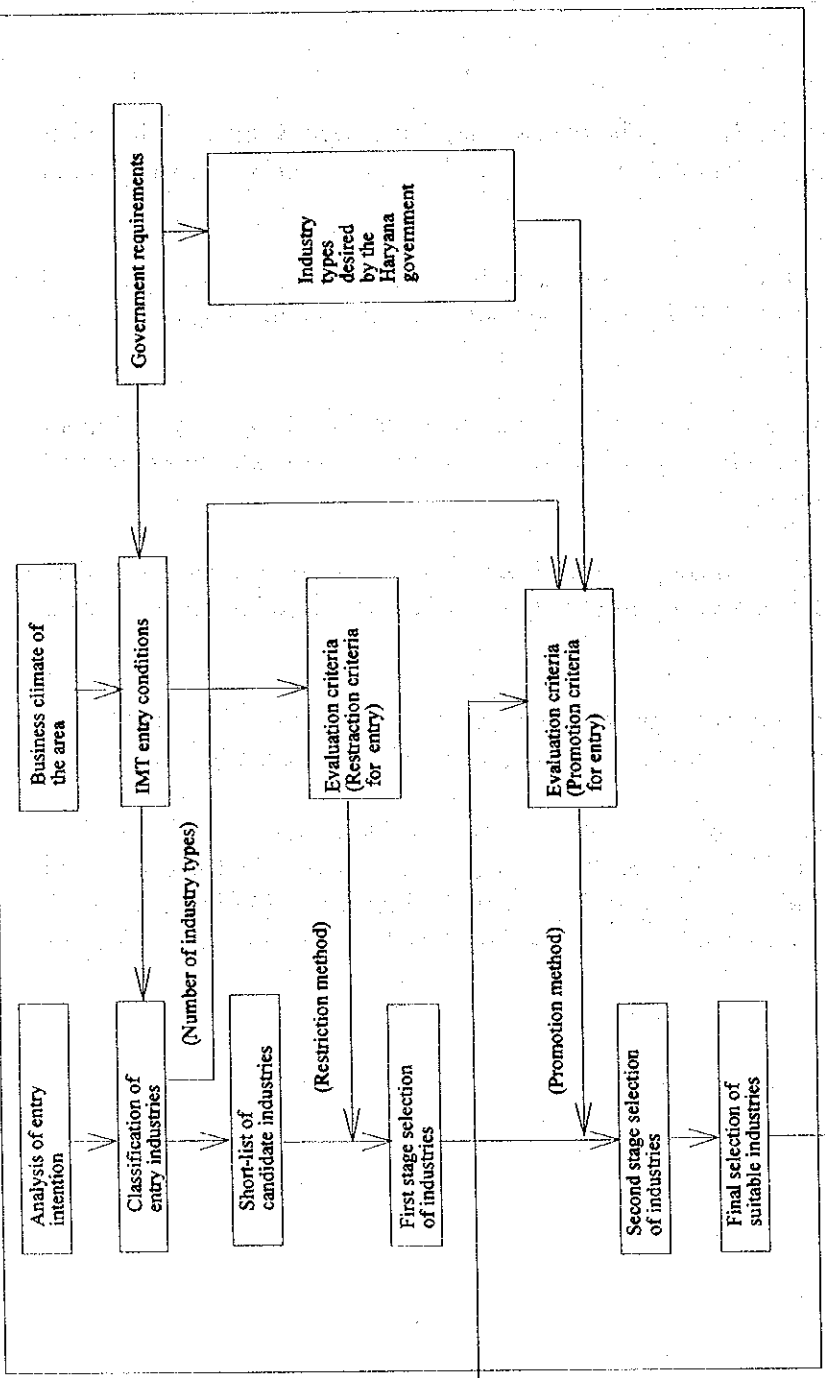 Analysis of entry
intention
Classification of
entry industries
(Number of industry types)
Short-list of
candidate industries
(Restriction method)
First stage selection
of industries
(Promotion method)
Second stage selection
of industries
Final selection of
suitable industries
Business climate of
the area
IMT entry conditions
Evaluation criteria
(Restraction criteria
for entry)
Evaluation criteria
(Promotion criteria
for entry)
Government requirements
Industry
types
desired
by the
Haryana
government